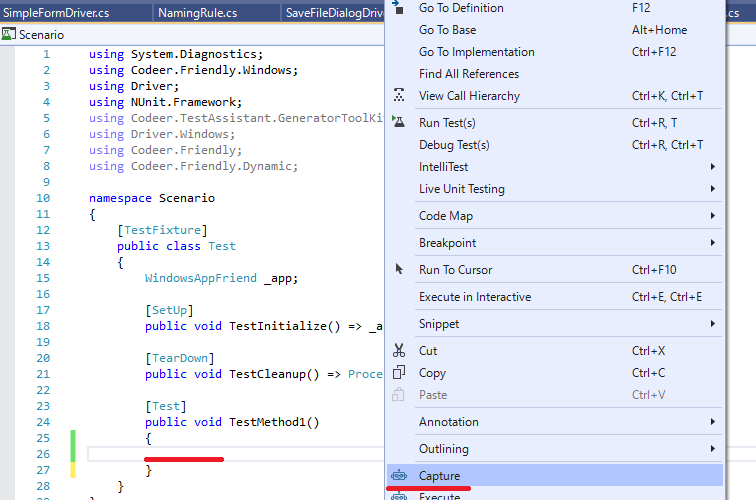 SimpleFormDriver.cs
NamingRule.cs
SaveFileDialogDriv
.cs
Scenario
1 using System.Diagnostics;
2 using Codeer.Friendly.Windows;
3 using Driver;
4 using NUnit.Framework;
5 using Codeer.TestAssistant.GeneratorToolKi
6 using Driver.Windows;
7 using Codeer.Friendly;
8 using Codeer.Friendly.Dynamic;
9
10 namespace Scenario
11 {
12 [TestFixture]
13 public class Test
14 {
15 WindowsAppFriend _app;
16
17 [SetUp]
18 public void TestInitialize() => _a
19
20 [TearDown]
21 public void TestCleanup() => Proce
22
23 [Test]
24 public void TestMethod1()
25 {
26
27 }
28 }
Go To Definition F12
Go To Base Alt+Home
Go To Implementation Ctrl+F12
Find All References
View Call Hierarchy Ctrl+K, Ctrl+T
Run Test(s) Ctrl+R, T
Debug Test(s) Ctrl+R, Ctrl+T
IntelliTest
Live Unit Testing
Code Map
Breakpoint
Run To Cursor Ctrl+F10
Execute in Interactive Ctrl+E, Ctrl+E
Snippet
Cut Ctrl+X
Copy Ctrl+C
Paste Ctrl+V
Annotation
Outlining
Capture
Execute